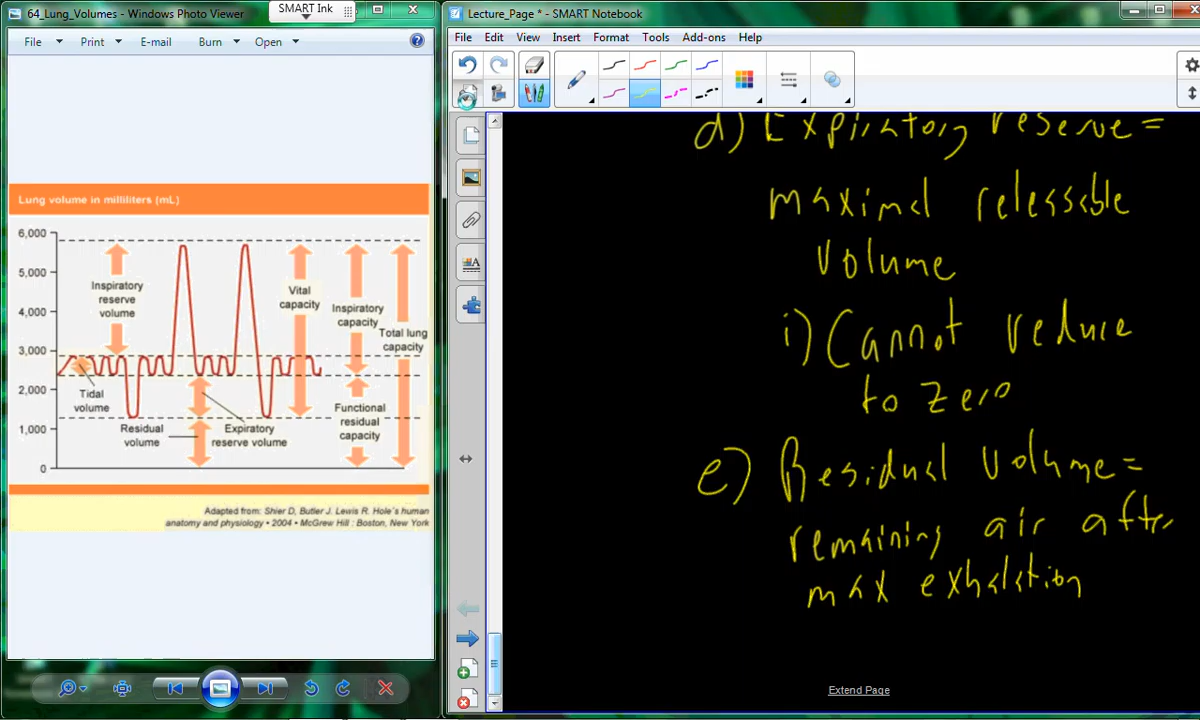 64_Lung_Volumes - Windows Photo Viewer
SMART Ink
File Print E-mail Burn Open
Lung volume in milliliters (mL)
6,000
5,000
4,000
3,000
2,000
1,000
0
Inspiratory
reserve
volume
Vital
capacity
Inspiratory
capacity
Total lung
capacity
Tidal
volume
Residual
volume
Expiratory
reserve volume
Functional
residual
capacity
Adapted from: Shier D, Butler J. Lewis R. Hole's human
anatomy and physiology • 2004 • McGrew Hill : Boston, New York
Lecture_Page * - SMART Notebook
File Edit View Insert Format Tools Add-ons Help
d) Expiratory reserve =
maximal releasable
volume
i) Cannot reduce
to zero
e) Residual volume =
remaining air after
max exhalation
Extend Page